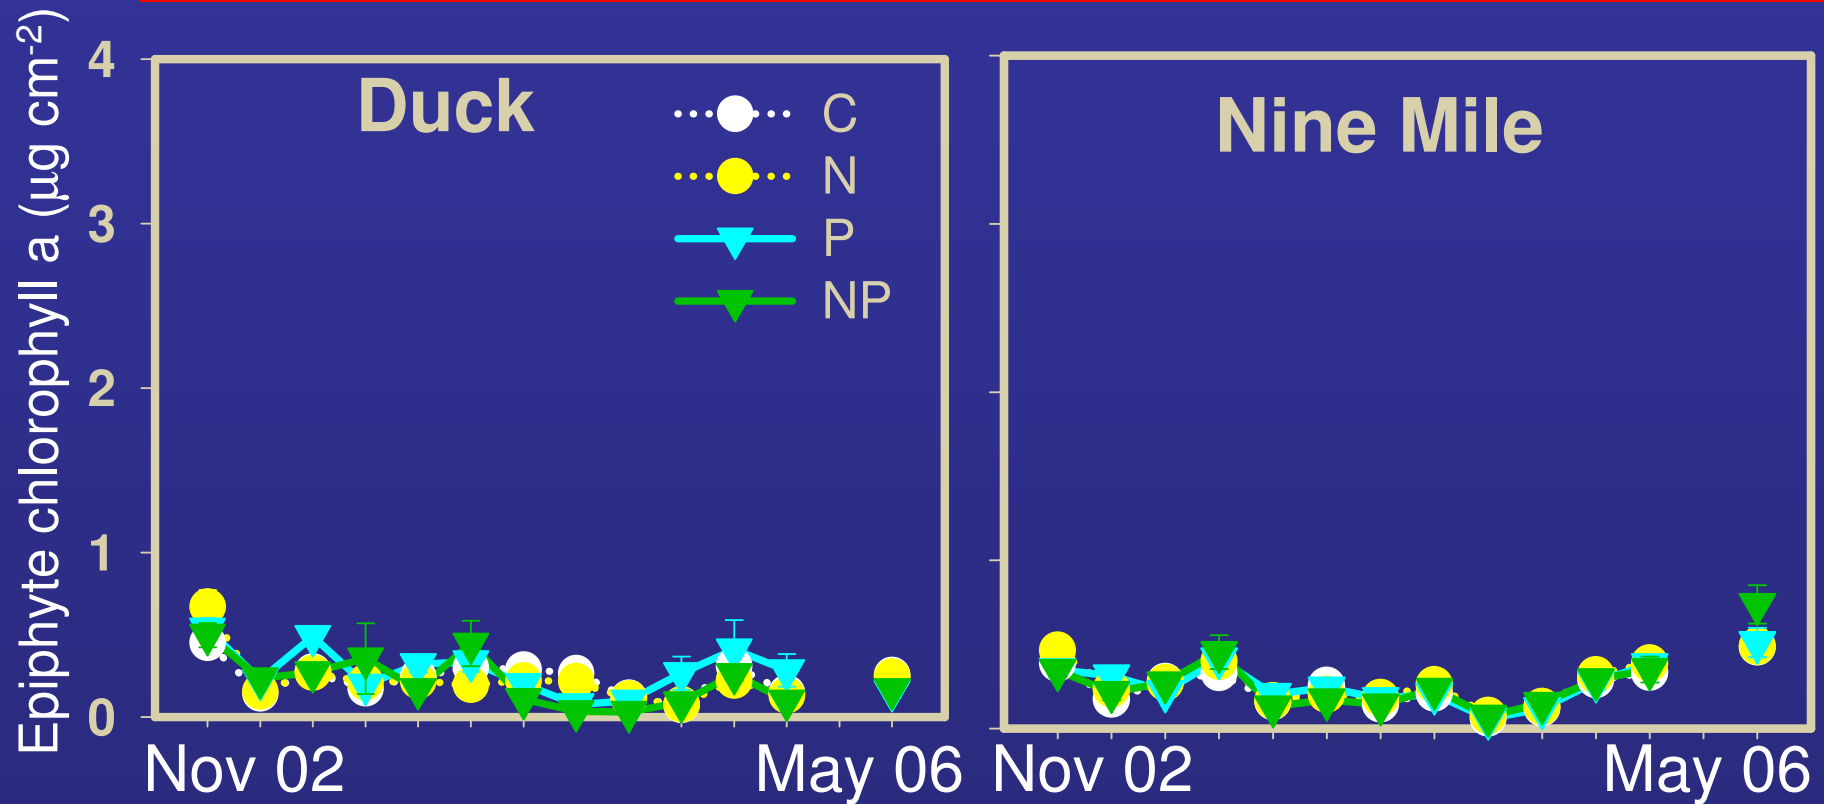 Epiphyte chlorophyll a (µg cm-2)
4
3
2
1
0
Duck
C
N
P
NP
Nov 02
May 06
Nine Mile
Nov 02
May 06